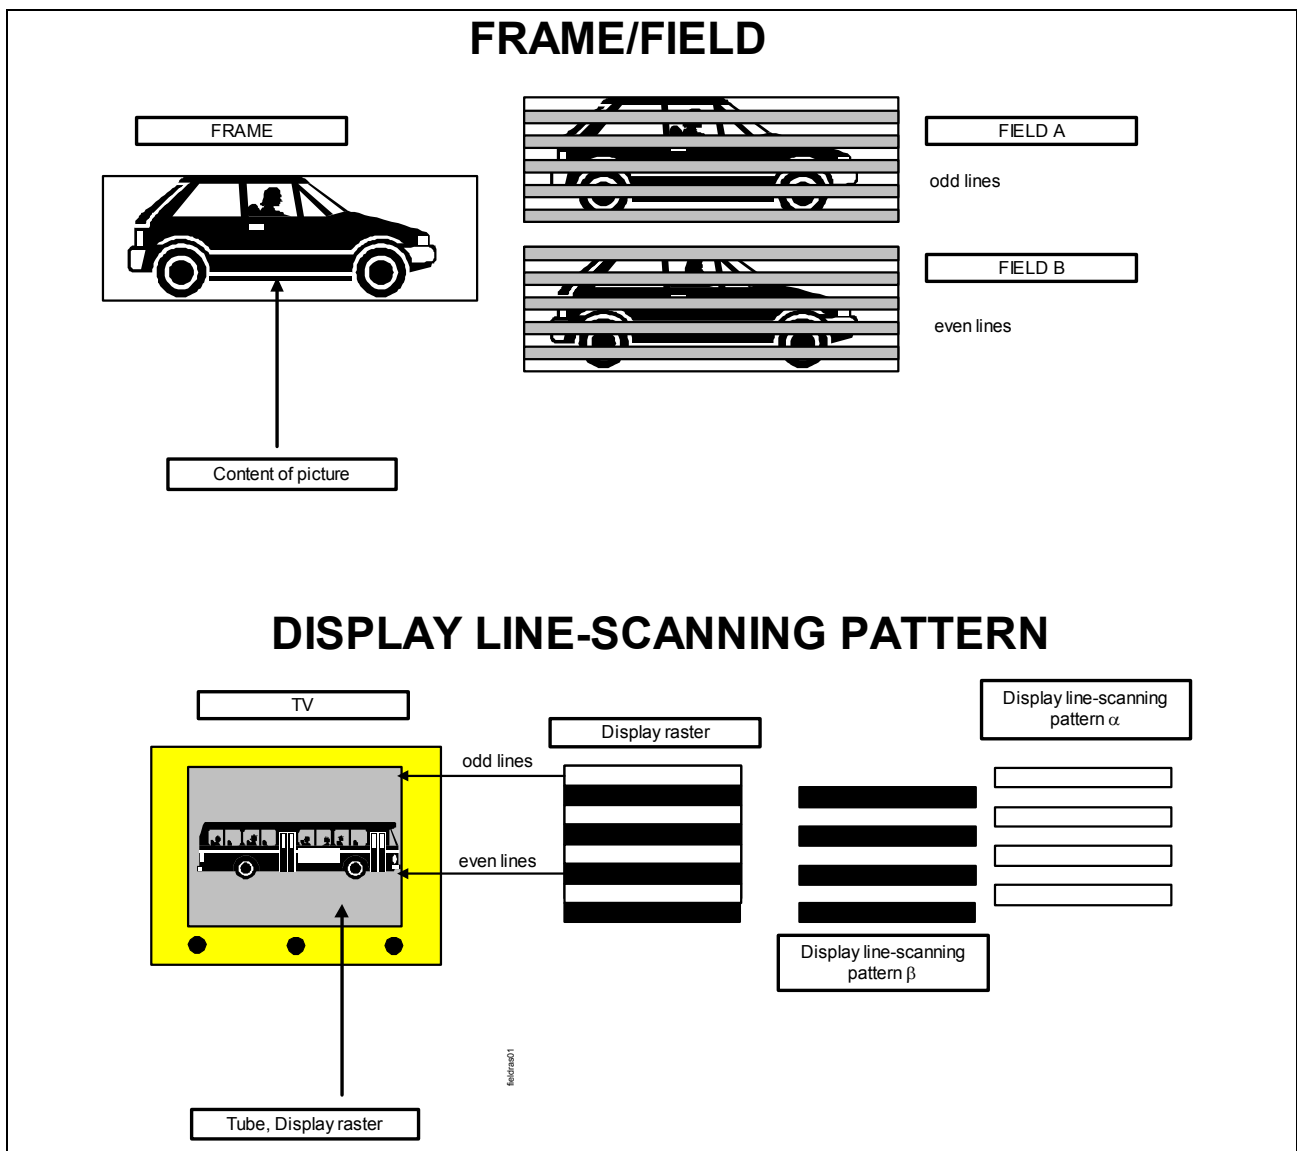 FRAME/FIELD
FRAME
FIELD A
odd lines
FIELD B
even lines
Content of picture
DISPLAY LINE-SCANNING PATTERN
TV
Display raster
Display line-scanning
pattern α
odd lines
even lines
Display line-scanning
pattern β
fieldras01
Tube, Display raster